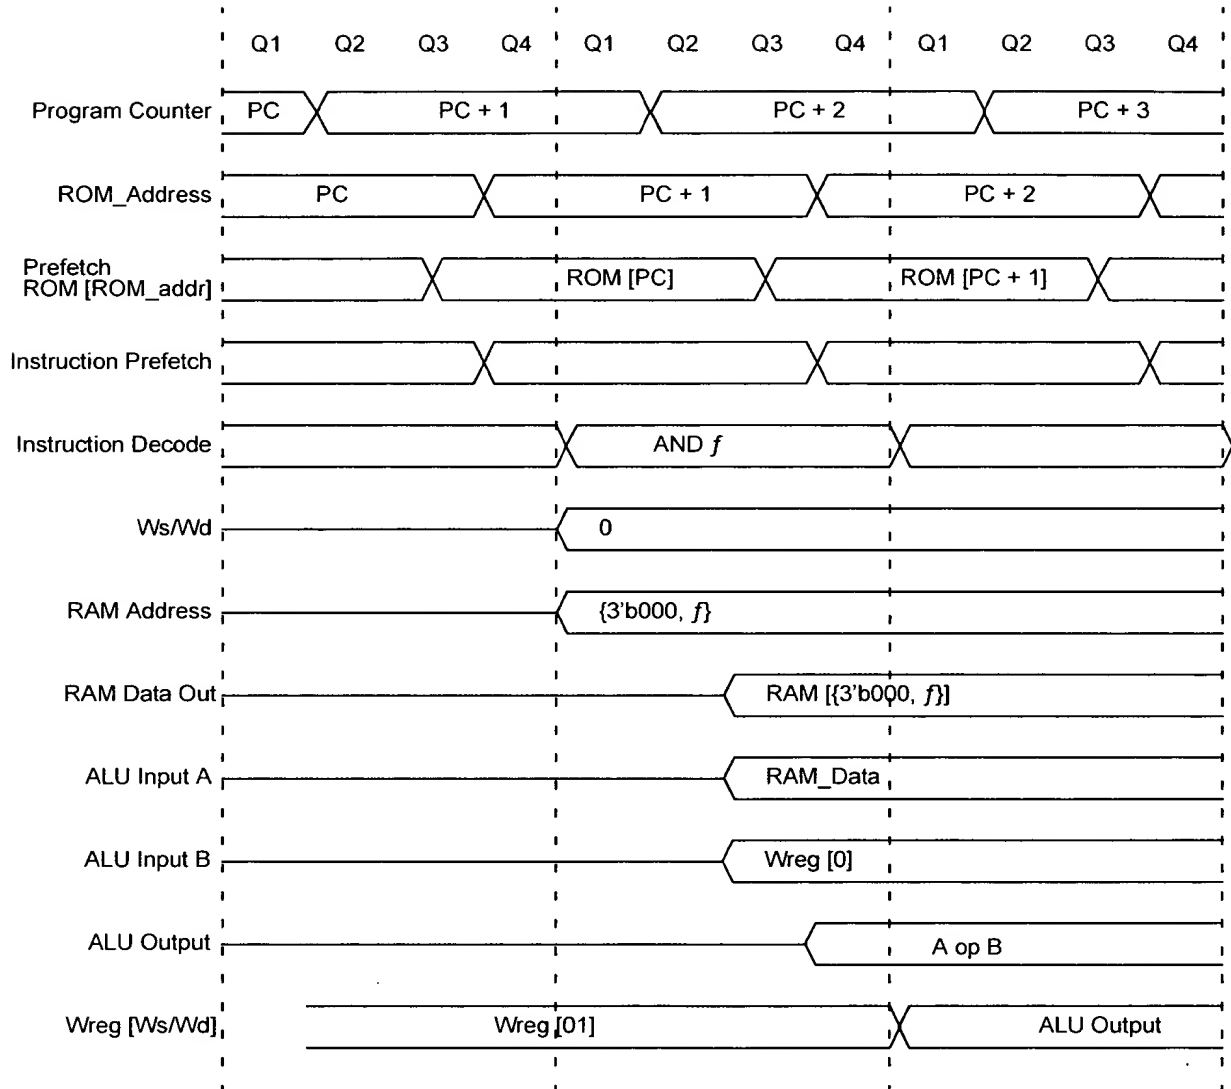 Q1 Q2 Q3 Q4 Q1 Q2 Q3 Q4 Q1 Q2 Q3 Q4
Program Counter PC PC + 1 PC + 2 PC + 3
ROM_Address PC PC + 1 PC + 2
Prefetch
ROM [ROM_addr] ROM [PC] ROM [PC + 1]
Instruction Prefetch
Instruction Decode AND f
Ws/Wd 0
RAM Address {3'b000, f}
RAM Data Out RAM [{3'b000, f}]
ALU Input A RAM_Data
ALU Input B Wreg [0]
ALU Output A op B
Wreg [Ws/Wd] Wreg [01] ALU Output